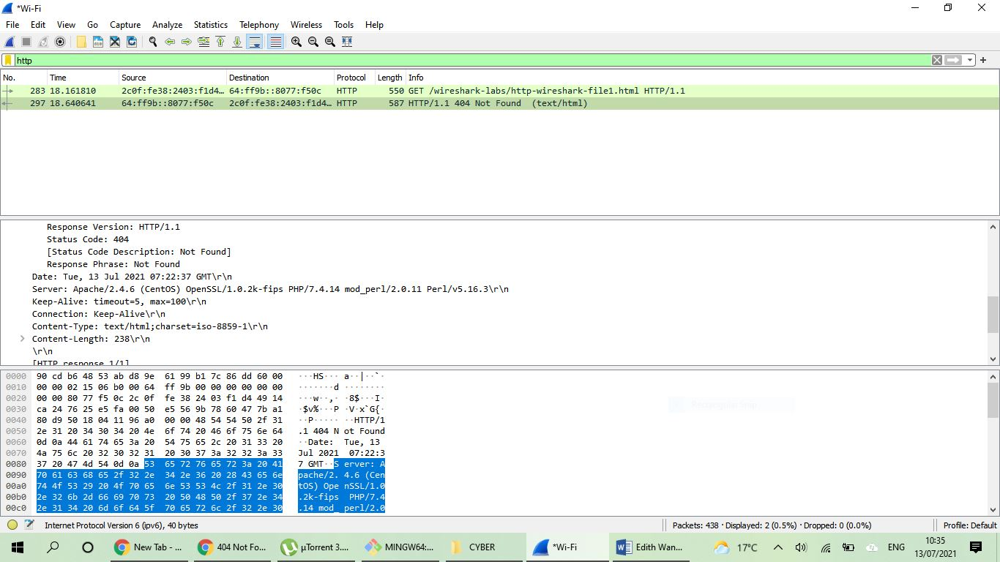 *Wi-Fi
File Edit View Go Capture Analyze Statistics Telephony Wireless Tools Help
http
No. Time Source Destination Protocol Length Info
283 18.161810 2c0f:fe38:2403:f1d4… 64:ff9b::8077:f50c HTTP 550 GET /wireshark-labs/http-wireshark-file1.html HTTP/1.1
297 18.640641 64:ff9b::8077:f50c 2c0f:fe38:2403:f1d4… HTTP 587 HTTP/1.1 404 Not Found (text/html)
Response Version: HTTP/1.1
Status Code: 404
[Status Code Description: Not Found]
Response Phrase: Not Found
Date: Tue, 13 Jul 2021 07:22:37 GMT\r\n
Server: Apache/2.4.6 (CentOS) OpenSSL/1.0.2k-fips PHP/7.4.14 mod_perl/2.0.11 Perl/v5.16.3\r\n
Keep-Alive: timeout=5, max=100\r\n
Connection: Keep-Alive\r\n
Content-Type: text/html;charset=iso-8859-1\r\n
Content-Length: 238\r\n
\r\n
[HTTP response 1/1]
0000 90 cd b6 48 53 ab d8 9e 61 99 b1 7c 86 dd 60 00 ···HS··· a··|··`·
0010 00 00 02 15 06 b0 00 64 ff 9b 00 00 00 00 00 00 ·······d ········
0020 00 00 80 77 f5 0c 2c 0f fe 38 24 03 f1 d4 49 14 ···w··,· ·8$···I·
0030 ca 24 76 25 e5 fa 00 50 e5 56 9b 78 60 47 7b a1 ·$v%···P ·V·x`G{·
0040 80 d9 50 18 04 11 96 a0 00 00 48 54 54 50 2f 31 ··P····· ··HTTP/1
0050 2e 31 20 34 30 34 20 4e 6f 74 20 46 6f 75 6e 64 .1 404 N ot Found
0060 0d 0a 44 61 74 65 3a 20 54 75 65 2c 20 31 33 20 ··Date: Tue, 13
0070 4a 75 6c 20 32 30 32 31 20 30 37 3a 32 32 3a 33 Jul 2021 07:22:3
0080 37 20 47 4d 54 0d 0a 53 65 72 76 65 72 3a 20 41 7 GMT··S erver: A
0090 70 61 63 68 65 2f 32 2e 34 2e 36 20 28 43 65 6e pache/2. 4.6 (Cen
00a0 74 4f 53 29 20 4f 70 65 6e 53 53 4c 2f 31 2e 30 tOS) Ope nSSL/1.0
00b0 2e 32 6b 2d 66 69 70 73 20 50 48 50 2f 37 2e 34 .2k-fips PHP/7.4
00c0 2e 31 34 20 6d 6f 64 5f 70 65 72 6c 2f 32 2e 30 .14 mod_ perl/2.0
Rectangular Snip
Internet Protocol Version 6 (ipv6), 40 bytes Packets: 438 · Displayed: 2 (0.5%) · Dropped: 0 (0.0%) Profile: Default
New Tab - ... 404 Not Fo... µTorrent 3.... MINGW64:... CYBER *Wi-Fi Edith Wan... 17°C ENG 10:35
13/07/2021